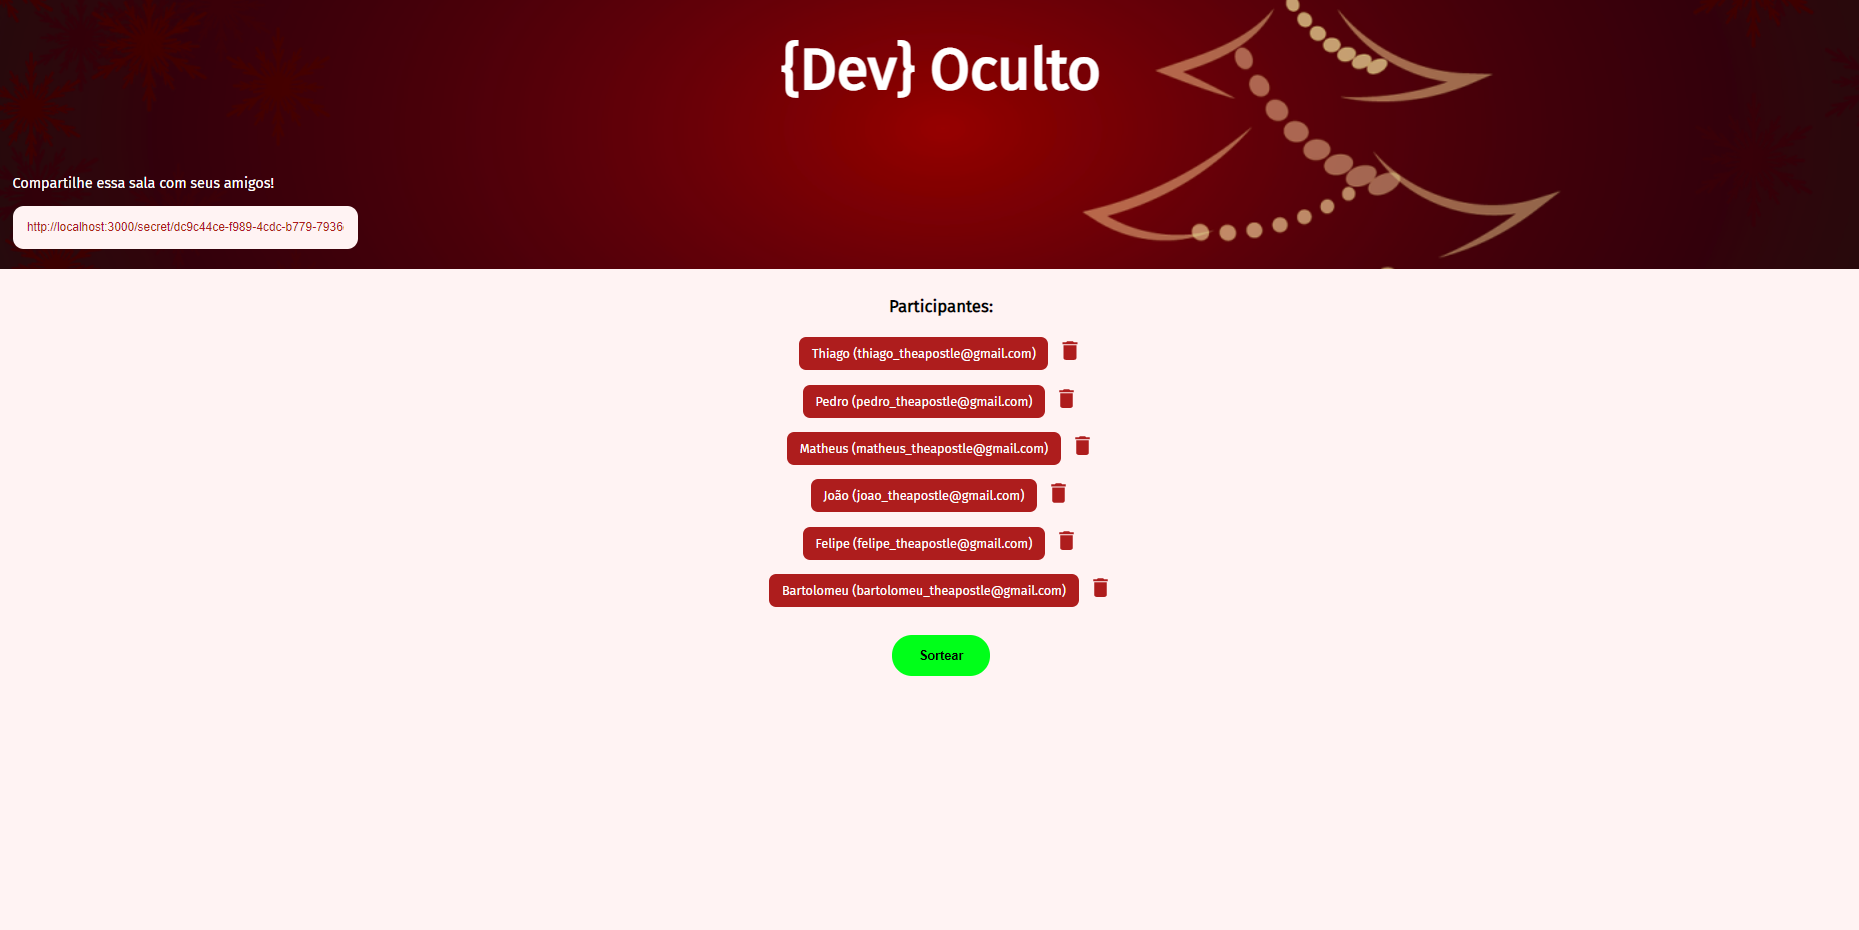 {Dev} Oculto
Compartilhe essa sala com seus amigos!
http://localhost:3000/secret/dc9c44ce-f989-4cdc-b779-7936
Participantes:
Thiago (thiago_theapostle@gmail.com)
Pedro (pedro_theapostle@gmail.com)
Matheus (matheus_theapostle@gmail.com)
João (joao_theapostle@gmail.com)
Felipe (felipe_theapostle@gmail.com)
Bartolomeu (bartolomeu_theapostle@gmail.com)
Sortear